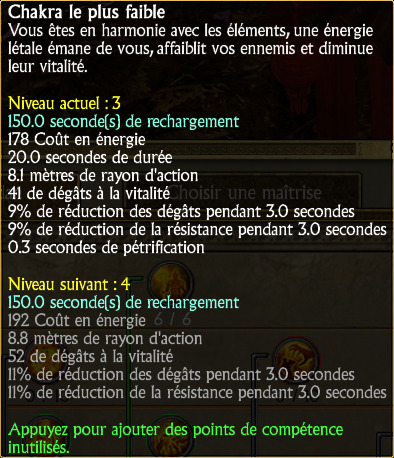 Chakra le plus faible
Vous êtes en harmonie avec les éléments, une énergie
létale émane de vous, affaiblit vos ennemis et diminue
leur vitalité.
Niveau actuel : 3
150.0 seconde(s) de rechargement
178 Coût en énergie
20.0 secondes de durée
8.1 mètres de rayon d'action
41 de dégâts à la vitalité
Choisir une maîtrise
9% de réduction des dégâts pendant 3.0 secondes
9% de réduction de la résistance pendant 3.0 secondes
0.3 secondes de pétrification
Niveau suivant : 4
150.0 seconde(s) de rechargement
192 Coût en énergie 6 / 6
8.8 mètres de rayon d'action
52 de dégâts à la vitalité
11% de réduction des dégâts pendant 3.0 secondes
11% de réduction de la résistance pendant 3.0 secondes
Appuyez pour ajouter des points de compétence
inutilisés.